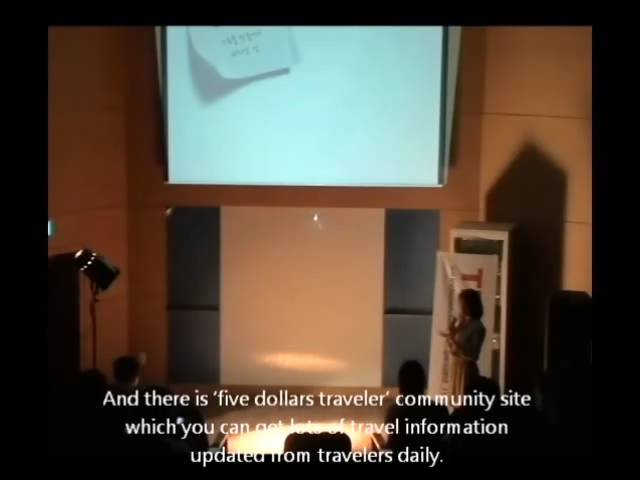 And there is 'five dollars traveler' community site
which you can get lots of travel information
updated from travelers daily.